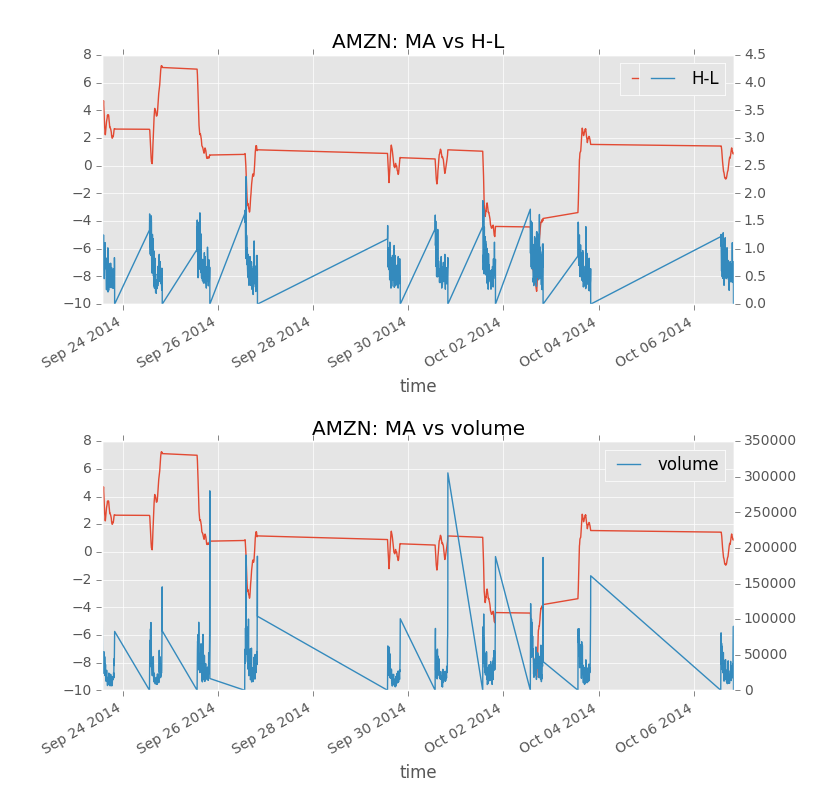 AMZN: MA vs H-L
8
6
4
2
0
−2
−4
−6
−8
−10
4.5
4.0
3.5
3.0
2.5
2.0
1.5
1.0
0.5
0.0
H-L
Sep 24 2014
Sep 26 2014
Sep 28 2014
Sep 30 2014
Oct 02 2014
Oct 04 2014
Oct 06 2014
time
AMZN: MA vs volume
8
6
4
2
0
−2
−4
−6
−8
−10
350000
300000
250000
200000
150000
100000
50000
0
volume
Sep 24 2014
Sep 26 2014
Sep 28 2014
Sep 30 2014
Oct 02 2014
Oct 04 2014
Oct 06 2014
time